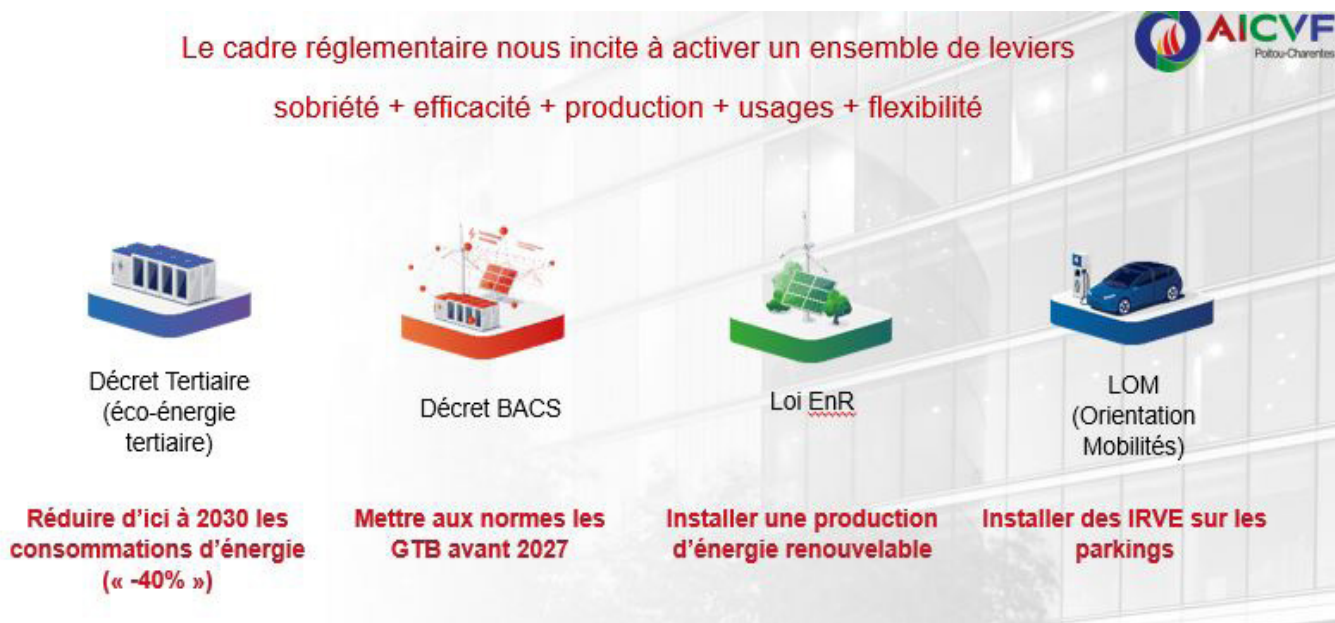 Le cadre réglementaire nous incite à activer un ensemble de leviers
sobriété + efficacité + production + usages + flexibilité
AICVF
Poitou-Charentes
Décret Tertiaire
(éco-énergie
tertiaire)
Réduire d'ici à 2030 les
consommations d'énergie
(« -40% »)
Décret BACS
Mettre aux normes les
GTB avant 2027
Loi EnR
Installer une production
d'énergie renouvelable
LOM
(Orientation
Mobilités)
Installer des IRVE sur les
parkings